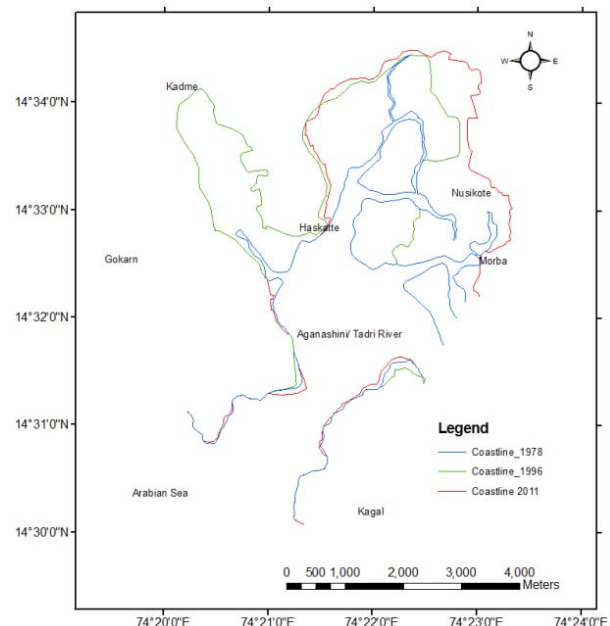 N
W E
S
14°34'0"N
Kadme
14°33'0"N
Nusikote
Haskatte
Gokarn
Morba
14°32'0"N
Aganashini/ Tadri River
14°31'0"N
Legend
Coastline_1978
Coastline_1996
Coastline 2011
Arabian Sea
Kagal
14°30'0"N
0 500 1,000 2,000 3,000 4,000
Meters
74°20'0"E 74°21'0"E 74°22'0"E 74°23'0"E 74°24'0"E